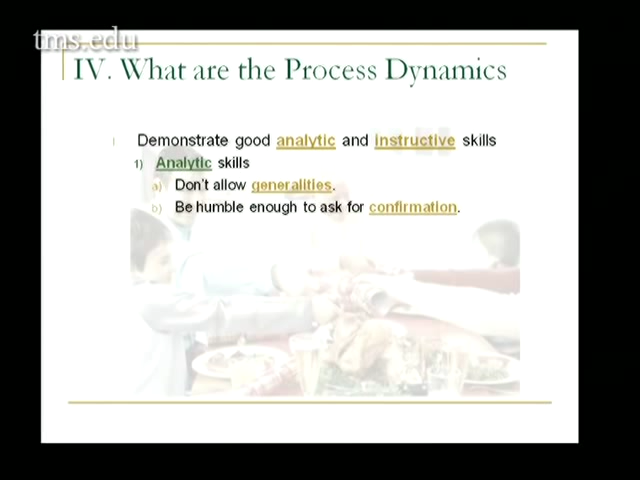 tms.edu
IV. What are the Process Dynamics
Demonstrate good analytic and instructive skills
1) Analytic skills
a) Don't allow generalities.
b) Be humble enough to ask for confirmation.